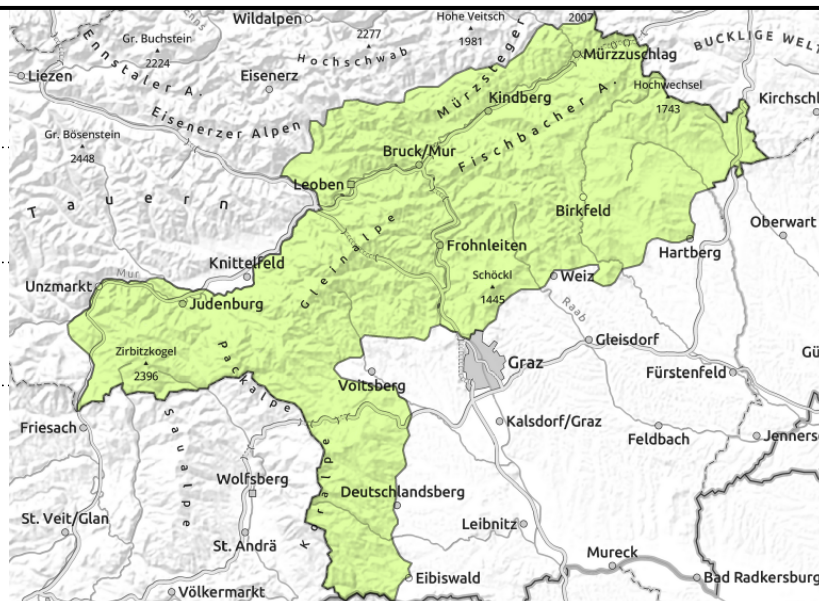 Wildalpen
Enns
Hohe Veitsch
1981
2007
Ennstaler A.
Gr. Buchstein
2224
2277
Hochschwab
Mürzsteger
Mürzzuschlag
BUCKLIGE WELT
Liezen
Eisenerz
Hochwechsel
1743
Kindberg
Kirchschl
Eisenerzer Alpen
Gr. Bösenstein
2448
Fischbacher A.
Bruck/Mur
Leoben
Tauern
Birkfeld
Oberwart
Gleinalpe
Frohnleiten
Hartberg
Knittelfeld
Schöckl
1445
Weiz
Unzmarkt
Mur
Judenburg
Raab
Gleisdorf
Zirbitzkogel
2396
Packalpe
Graz
Gü
Voitsberg
Fürstenfeld
Friesach
Saualpe
Kalsdorf/Graz
Feldbach
Jenners
Wolfsberg
Koralpe
Deutschlandsberg
St. Veit/Glan
Leibnitz
St. Andrä
Mureck
Eibiswald
Bad Radkersburg
Völkermarkt